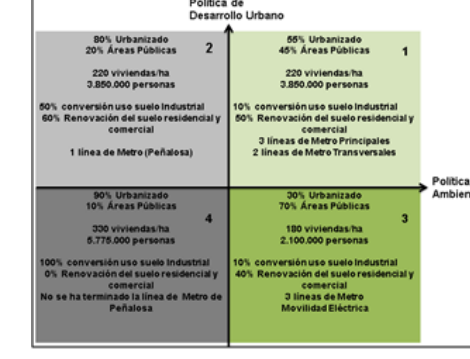 Política de
Desarrollo Urbano
80% Urbanizado
20% Áreas Públicas
2
220 viviendas/ha
3.850.000 personas
50% conversión uso suelo Industrial
60% Renovación del suelo residencial y
comercial
1 línea de Metro (Peñalosa)
55% Urbanizado
45% Áreas Públicas
1
220 viviendas/ha
3.850.000 personas
10% conversión uso suelo Industrial
50% Renovación del suelo residencial y
comercial
3 líneas de Metro Principales
2 líneas de Metro Transversales
Política
Ambien
90% Urbanizado
10% Áreas Públicas
4
330 viviendas/ha
5.775.000 personas
100% conversión uso suelo Industrial
0% Renovación del suelo residencial y
comercial
No se ha terminado la línea de Metro de
Peñalosa
30% Urbanizado
70% Áreas Públicas
3
180 viviendas/ha
2.100.000 personas
10% conversión uso suelo Industrial
40% Renovación del suelo residencial y
comercial
3 líneas de Metro
Movilidad Eléctrica